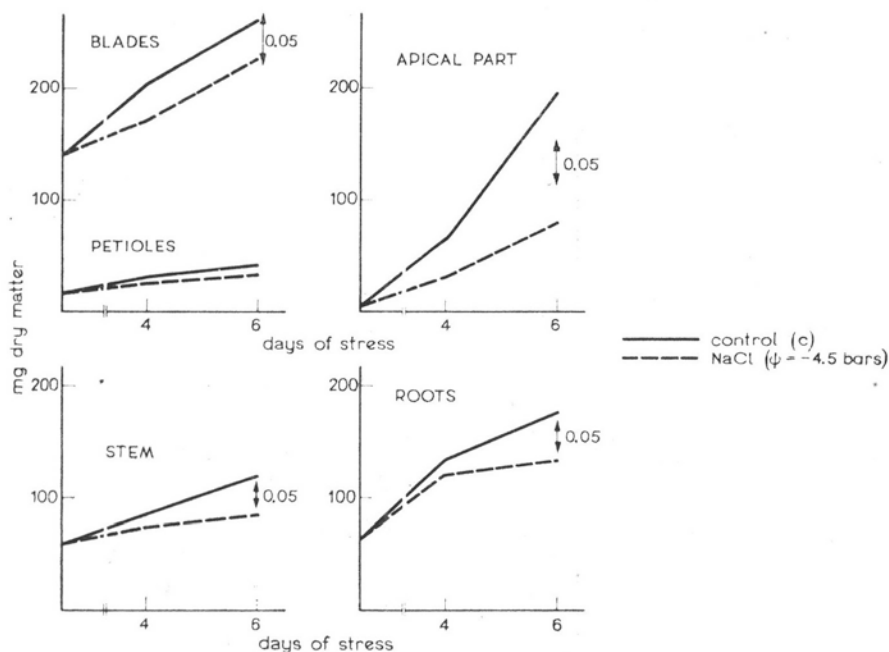 BLADES
0.05
200
100
PETIOLES
4
6
days of stress
APICAL PART
200
100
0.05
4
6
mg dry matter
control (c)
NaCl (ψ = -4.5 bars)
200
STEM
100
0.05
4
6
days of stress
200
ROOTS
100
0.05
4
6